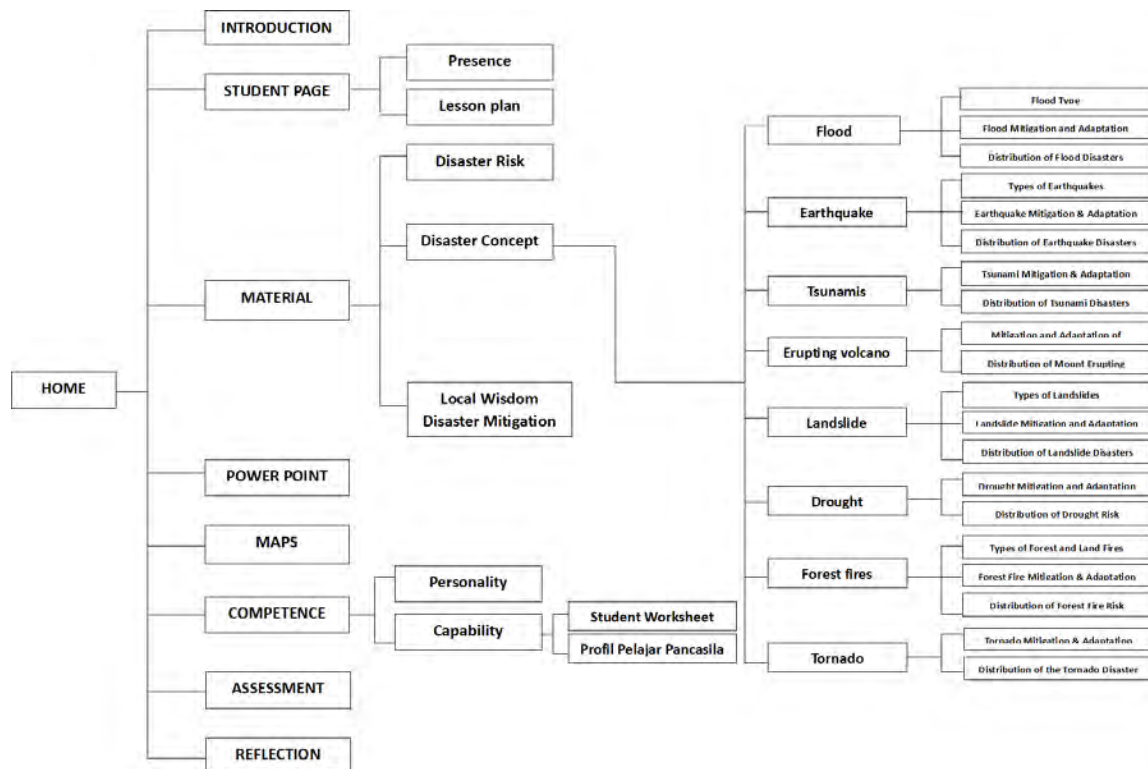 HOME
INTRODUCTION
STUDENT PAGE
Presence
Lesson plan
MATERIAL
Disaster Risk
Disaster Concept
Flood
Flood Type
Flood Mitigation and Adaptation
Distribution of Flood Disasters
Earthquake
Types of Earthquakes
Earthquake Mitigation & Adaptation
Distribution of Earthquake Disasters
Tsunamis
Tsunami Mitigation & Adaptation
Distribution of Tsunami Disasters
Erupting volcano
Mitigation and Adaptation of
Distribution of Mount Erupting
Landslide
Types of Landslides
Landslide Mitigation and Adaptation
Distribution of Landslide Disasters
Drought
Drought Mitigation and Adaptation
Distribution of Drought Risk
Forest fires
Types of Forest and Land Fires
Forest Fire Mitigation & Adaptation
Distribution of Forest Fire Risk
Tornado
Tornado Mitigation & Adaptation
Distribution of the Tornado Disaster
Local Wisdom
Disaster Mitigation
POWER POINT
MAPS
COMPETENCE
Personality
Capability
Student Worksheet
Profil Pelajar Pancasila
ASSESSMENT
REFLECTION